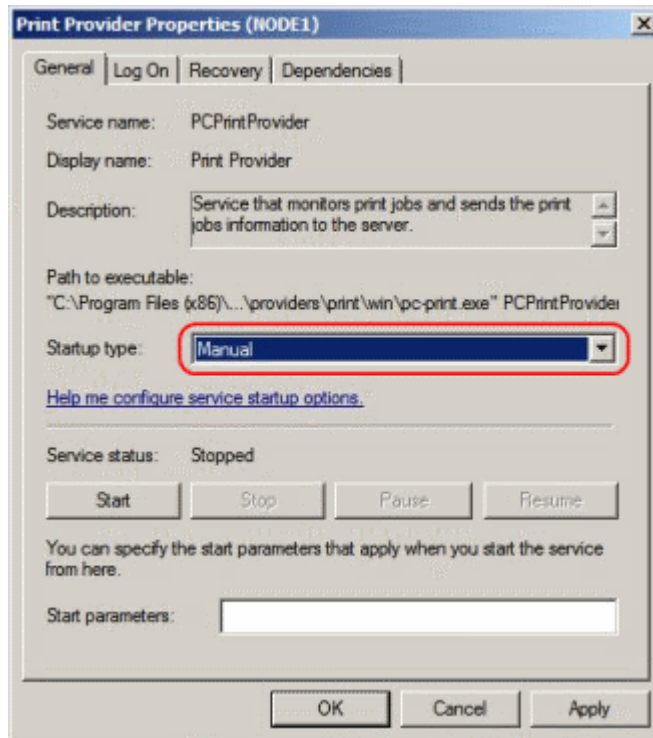 Print Provider Properties (NODE1)
General Log On Recovery Dependencies
Service name: PCPrintProvider
Display name: Print Provider
Description: Service that monitors print jobs and sends the print
jobs information to the server.
Path to executable:
"C:\Program Files (x86)\...\providers\print\win\pc-print.exe" PCPrintProvider
Startup type: Manual
Help me configure service startup options.
Service status: Stopped
Start Stop Pause Resume
You can specify the start parameters that apply when you start the service
from here.
Start parameters:
OK Cancel Apply